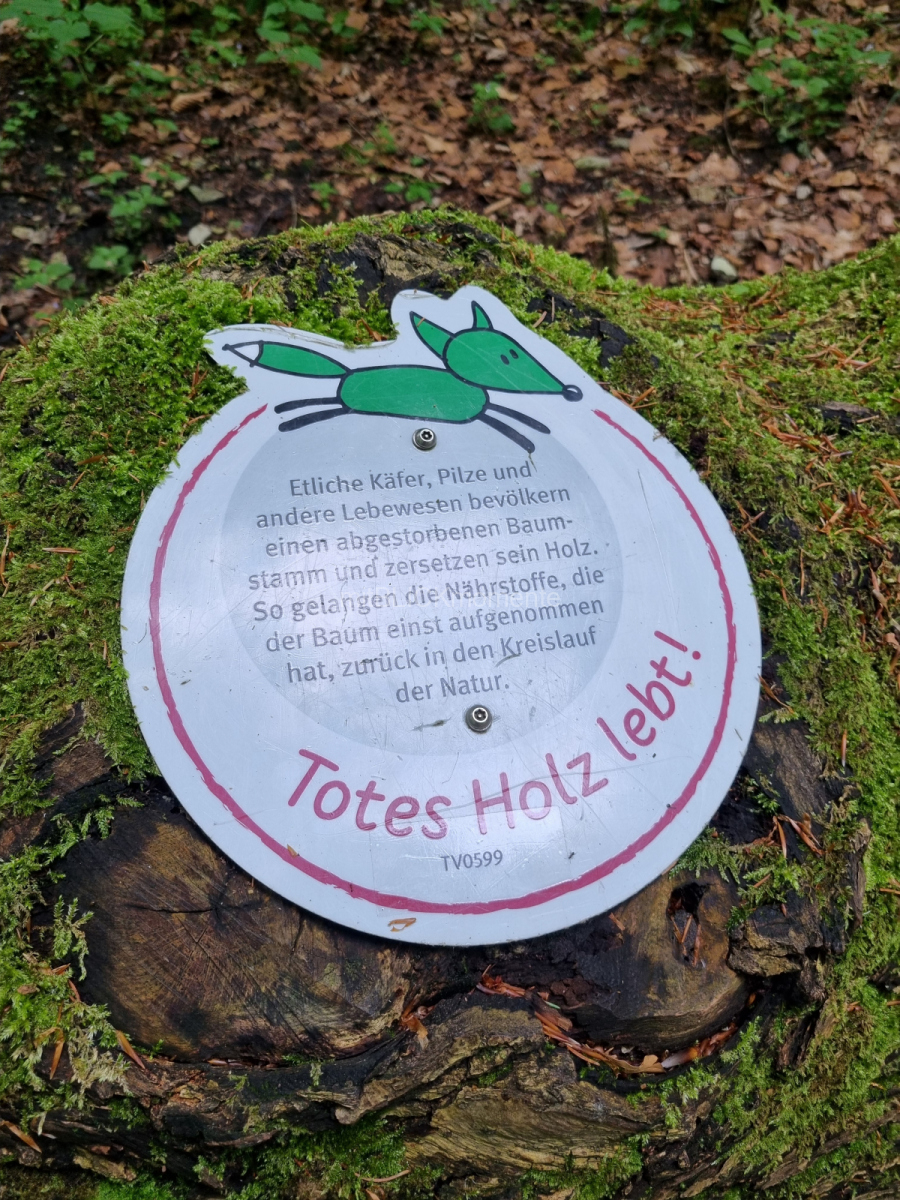 Etliche Käfer, Pilze und
andere Lebewesen bevölkern
einen abgestorbenen Baum-
stamm und zersetzen sein Holz.
So gelangen die Nährstoffe, die
der Baum einst aufgenommen
hat, zurück in den Kreislauf
der Natur.
Totes Holz lebt!
TV0599